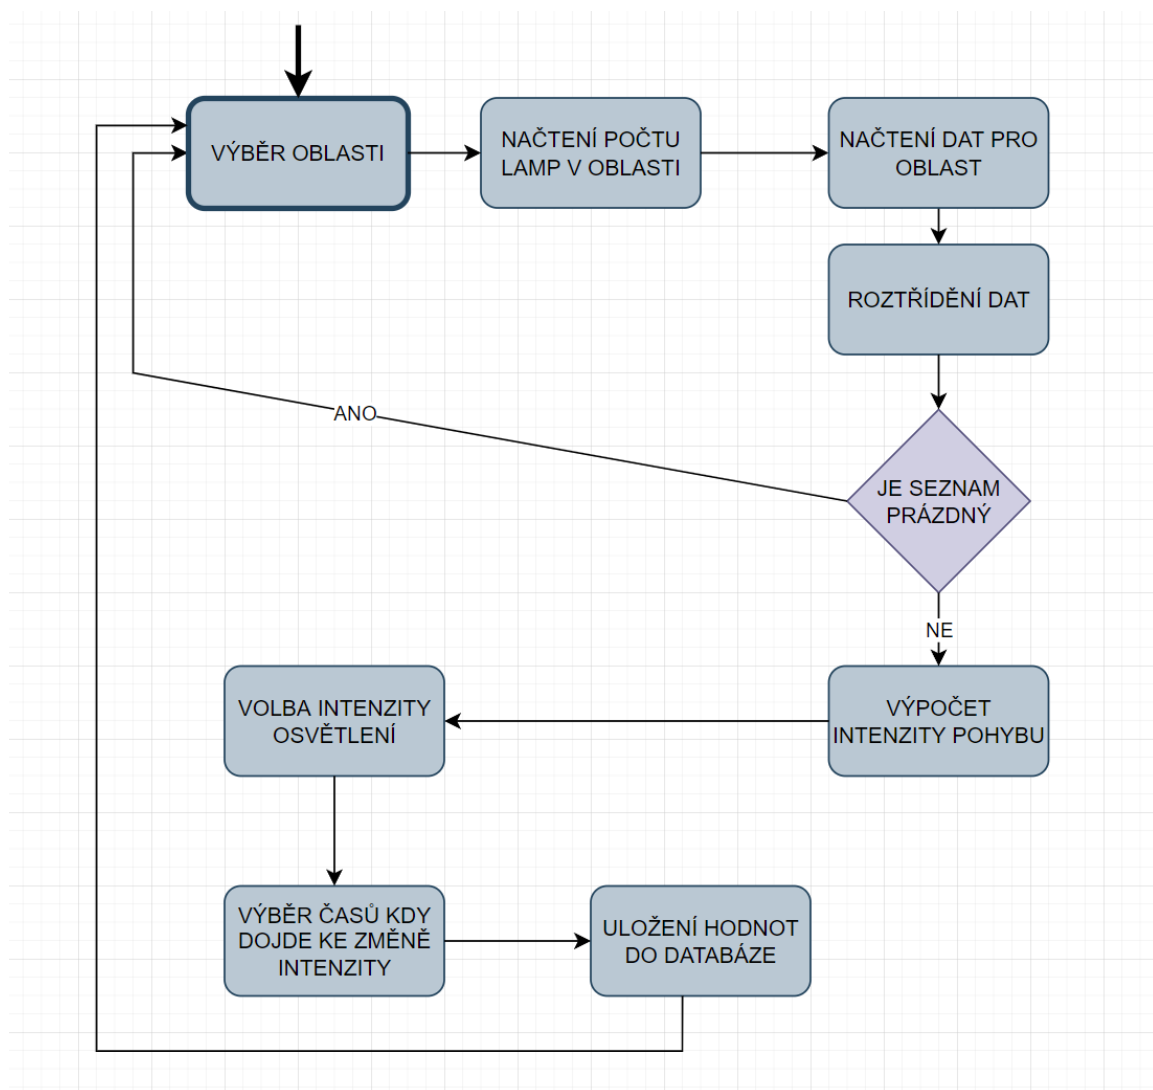 VÝBĚR OBLASTI
NAČTENÍ POČTU
LAMP V OBLASTI
NAČTENÍ DAT PRO
OBLAST
ROZTŘÍDĚNÍ DAT
ANO
JE SEZNAM
PRÁZDNÝ
NE
VOLBA INTENZITY
OSVĚTLENÍ
VÝPOČET
INTENZITY POHYBU
VÝBĚR ČASŮ KDY
DOJDE KE ZMĚNĚ
INTENZITY
ULOŽENÍ HODNOT
DO DATABÁZE